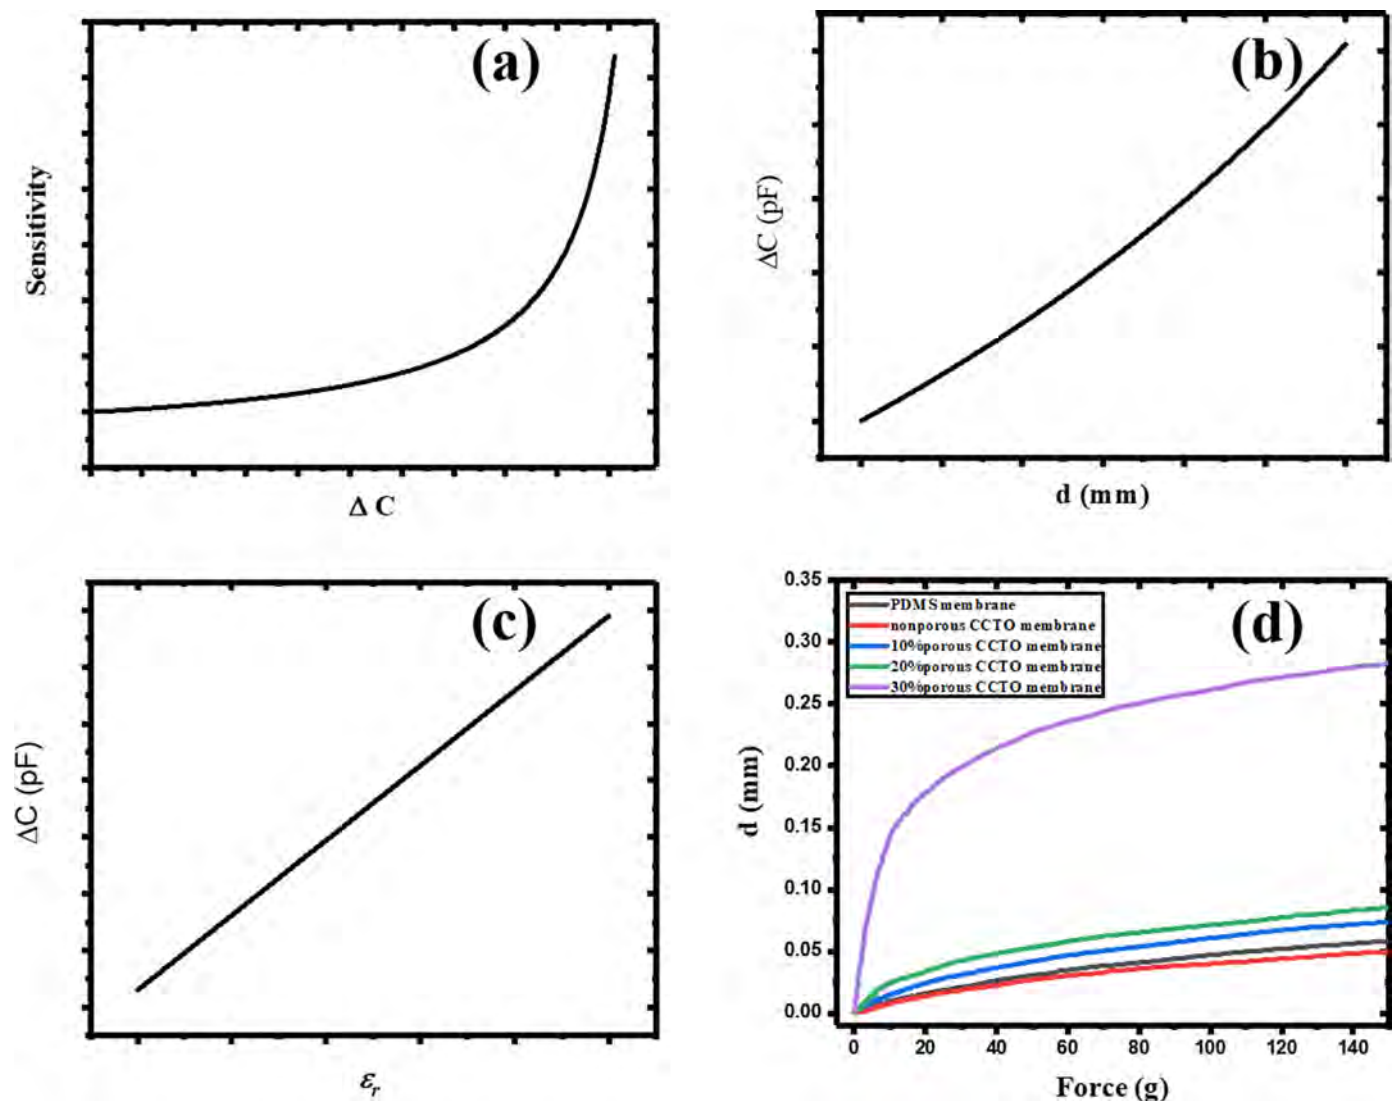 (a)
Sensitivity
Δ C
(b)
ΔC (pF)
d (mm)
(c)
ΔC (pF)
εr
(d)
PDMS membrane
nonporous CCTO membrane
10%porous CCTO membrane
20%porous CCTO membrane
30%porous CCTO membrane
0.35
0.30
0.25
0.20
0.15
0.10
0.05
0.00
d (mm)
0 20 40 60 80 100 120 140
Force (g)